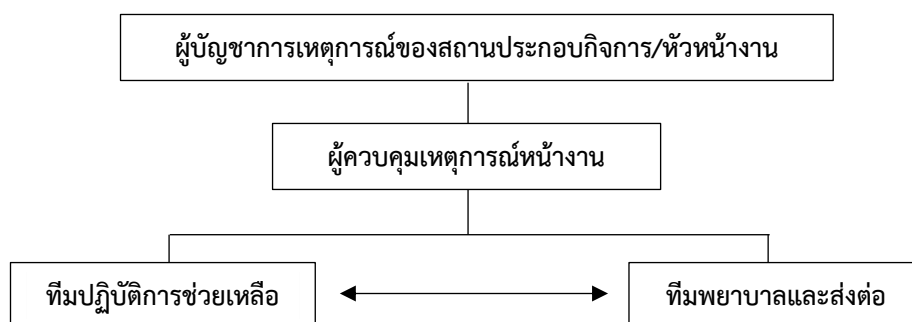 ผู้บัญชาการเหตุการณ์ของสถานประกอบกิจการ/หัวหน้างาน
ผู้ควบคุมเหตุการณ์หน้างาน
ทีมปฏิบัติการช่วยเหลือ
ทีมพยาบาลและส่งต่อ